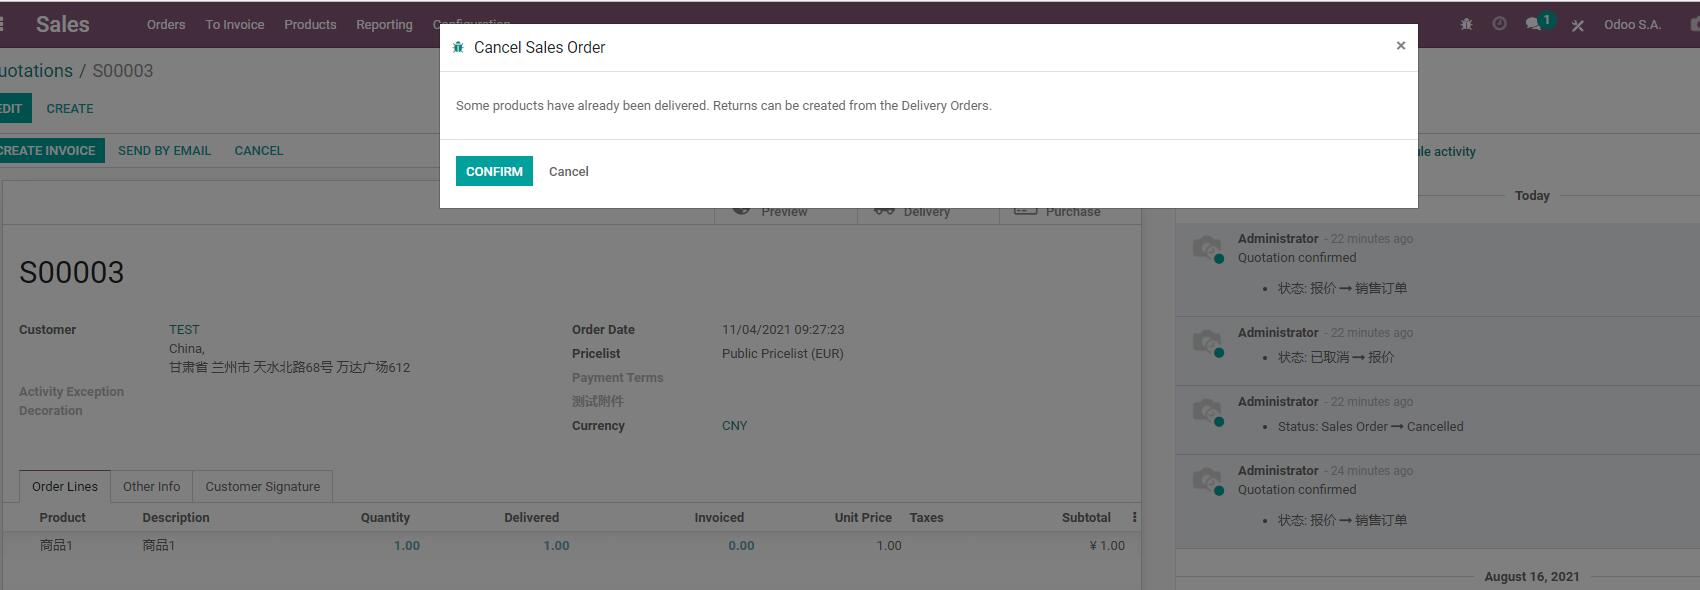 Sales Orders To Invoice Products Reporting Configuration 1 Odoo S.A.
Cancel Sales Order ×
uotations / S00003
Some products have already been delivered. Returns can be created from the Delivery Orders.
EDIT CREATE
CREATE INVOICE SEND BY EMAIL CANCEL
CONFIRM Cancel
ule activity
Preview Delivery Purchase
Today
S00003
Customer TEST
China,
甘肃省 兰州市 天水北路68号 万达广场612
Activity Exception
Decoration
Order Date 11/04/2021 09:27:23
Pricelist Public Pricelist (EUR)
Payment Terms
测试附件
Currency CNY
Order Lines Other Info Customer Signature
Product Description Quantity Delivered Invoiced Unit Price Taxes Subtotal
商品1 商品1 1.00 1.00 0.00 1.00 ¥ 1.00
Administrator - 22 minutes ago
Quotation confirmed
• 状态: 报价 → 销售订单
Administrator - 22 minutes ago
• 状态: 已取消 → 报价
Administrator - 22 minutes ago
• Status: Sales Order → Cancelled
Administrator - 24 minutes ago
Quotation confirmed
• 状态: 报价 → 销售订单
August 16, 2021